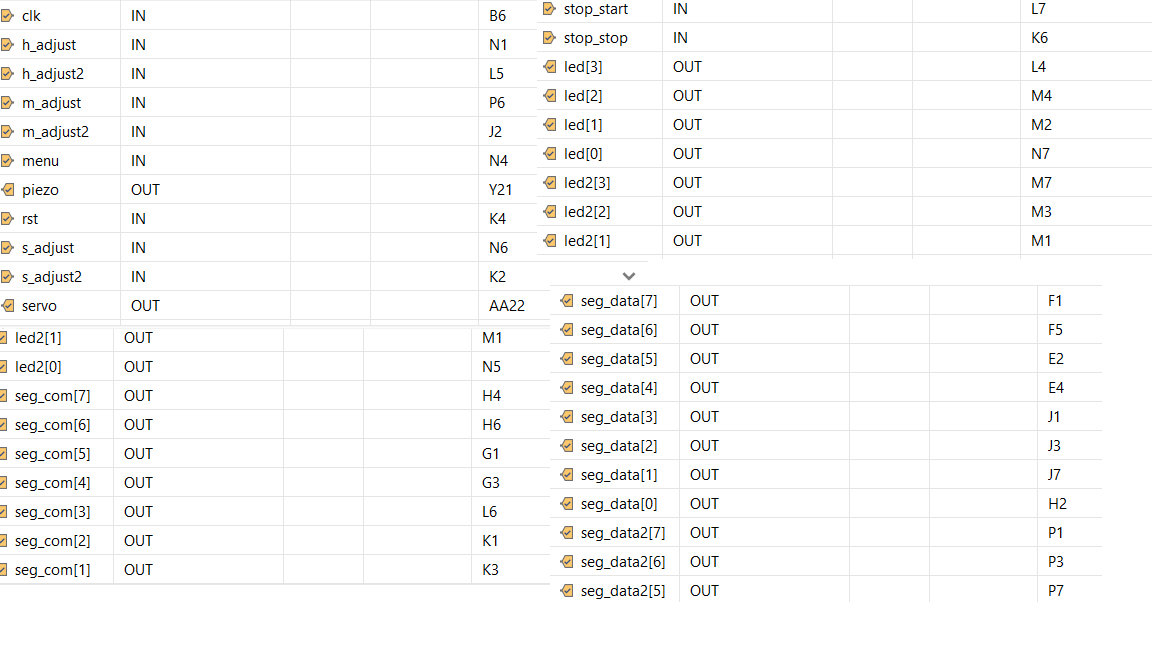 clk IN B6
h_adjust IN N1
h_adjust2 IN L5
m_adjust IN P6
m_adjust2 IN J2
menu IN N4
piezo OUT Y21
rst IN K4
s_adjust IN N6
s_adjust2 IN K2
servo OUT AA22
led2[1] OUT M1
led2[0] OUT N5
seg_com[7] OUT H4
seg_com[6] OUT H6
seg_com[5] OUT G1
seg_com[4] OUT G3
seg_com[3] OUT L6
seg_com[2] OUT K1
seg_com[1] OUT K3
stop_start IN L7
stop_stop IN K6
led[3] OUT L4
led[2] OUT M4
led[1] OUT M2
led[0] OUT N7
led2[3] OUT M7
led2[2] OUT M3
led2[1] OUT M1
seg_data[7] OUT F1
seg_data[6] OUT F5
seg_data[5] OUT E2
seg_data[4] OUT E4
seg_data[3] OUT J1
seg_data[2] OUT J3
seg_data[1] OUT J7
seg_data[0] OUT H2
seg_data2[7] OUT P1
seg_data2[6] OUT P3
seg_data2[5] OUT P7